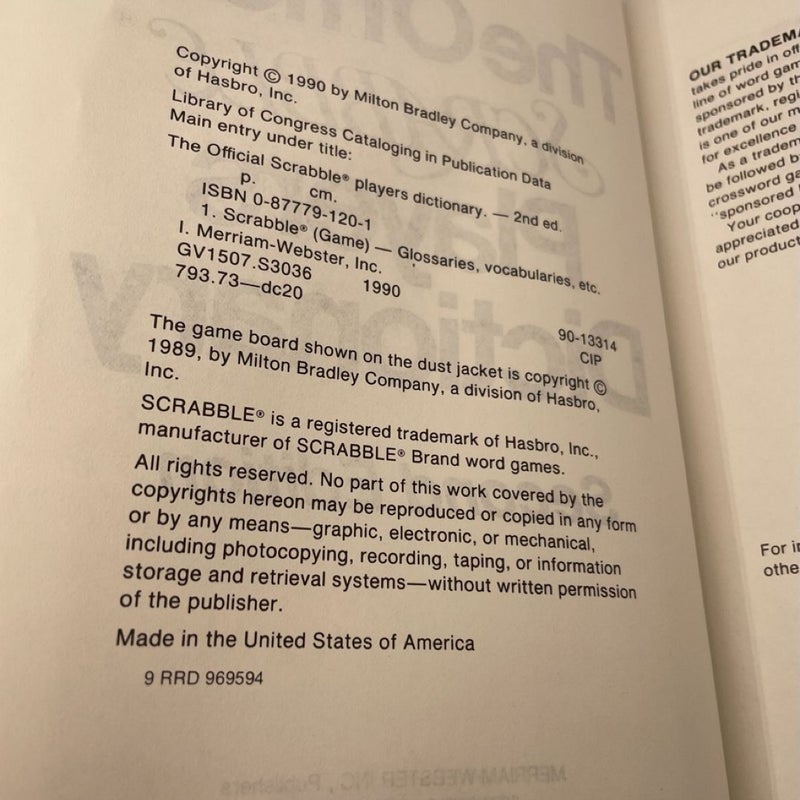 Copyright © 1990 by Milton Bradley Company, a division
of Hasbro, Inc.
Library of Congress Cataloging in Publication Data
Main entry under title:
The Official Scrabble® players dictionary. — 2nd ed.
p. cm.
ISBN 0-87779-120-1
1. Scrabble® (Game) — Glossaries, vocabularies, etc.
I. Merriam-Webster, Inc.
GV1507.S3036 1990
793.73—dc20
90-13314
CIP
The game board shown on the dust jacket is copyright ©
1989, by Milton Bradley Company, a division of Hasbro,
Inc.
SCRABBLE® is a registered trademark of Hasbro, Inc.,
manufacturer of SCRABBLE® Brand word games.
All rights reserved. No part of this work covered by the
copyrights hereon may be reproduced or copied in any form
or by any means—graphic, electronic, or mechanical,
including photocopying, recording, taping, or information
storage and retrieval systems—without written permission
of the publisher.
Made in the United States of America
9 RRD 969594
OUR TRADEMA
takes pride in off
line of word gam
sponsored by th
trademark, regi
is one of our m
for excellence
As a tradem
be followed b
crossword ga
"sponsored
Your coop
appreciated
our product
For in
othe